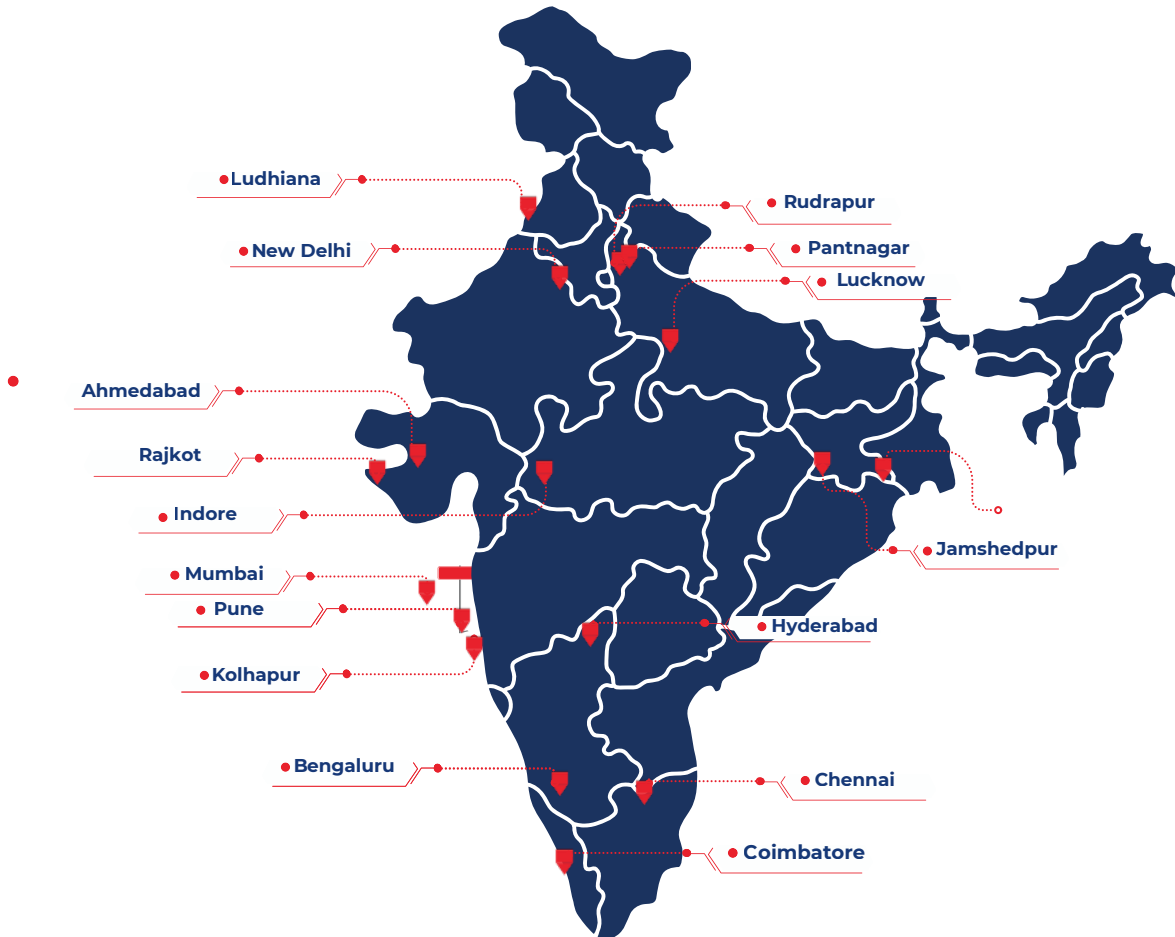 Ludhiana
Rudrapur
New Delhi
Pantnagar
Lucknow
Ahmedabad
Rajkot
Indore
Jamshedpur
Mumbai
Pune
Hyderabad
Kolhapur
Bengaluru
Chennai
Coimbatore